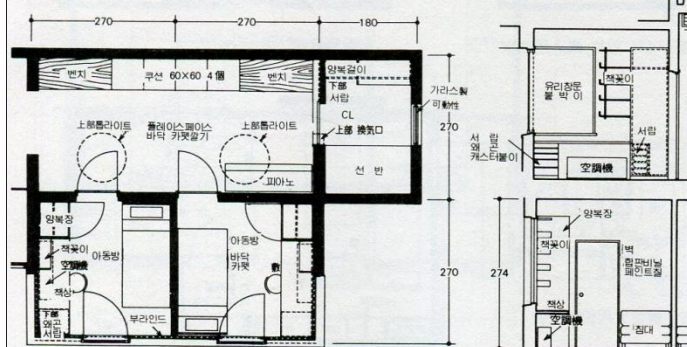 270
270
180
벤치
쿠션 60×60 4個
벤치
양복걸이
下部
서랍
가라스製
可動性
CL
上部 換氣口
270
上部톱라이트
플레이스페이스
바닥 카펫깔기
上部톱라이트
선반
피아노
양복장
책꽂이
空調機
아동방
책상
下部
왜곤
서랍
부라인드
아동방
바닥
카펫
270
274
유리창문
붙박이
책꽂이
서랍
서랍
왜곤
캐스터붙이
空調機
양복장
책꽂이
벽
합판비닐
페인트질
책상
空調機
침대